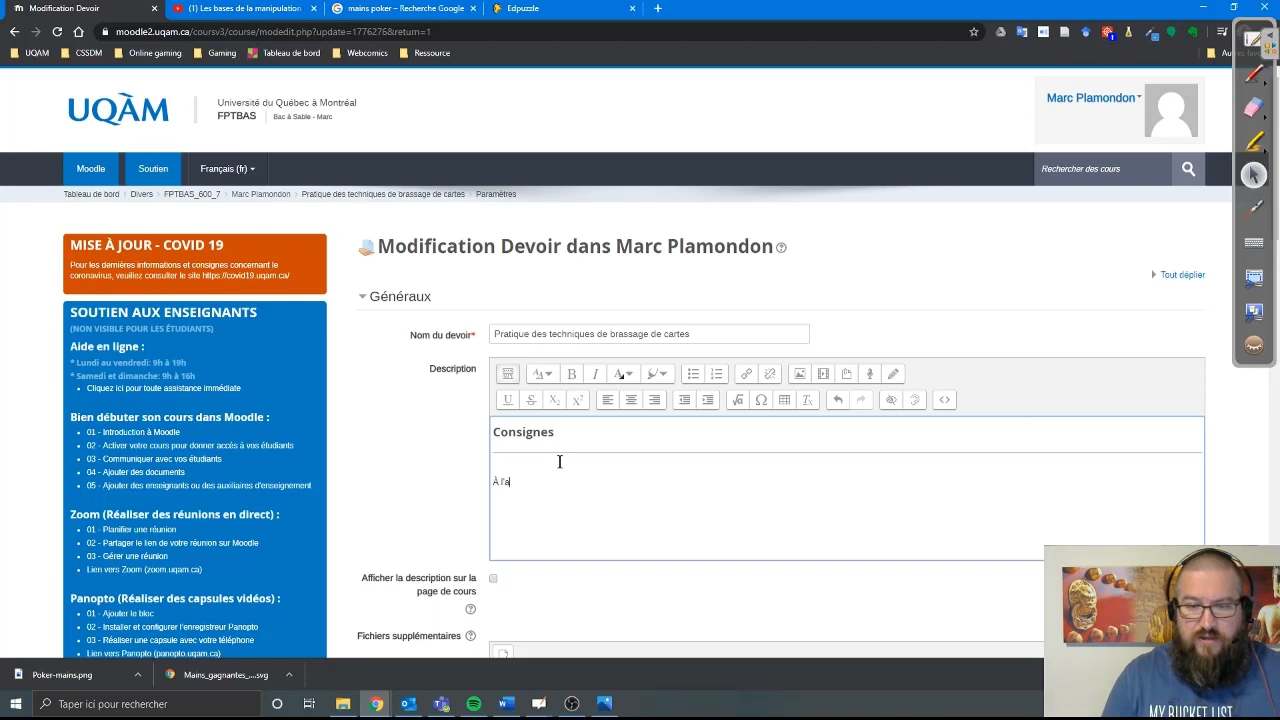 Modification Devoir
(1) Les bases de la manipulation
mains poker – Recherche Google
Edpuzzle
moodle2.uqam.ca/coursv3/course/modedit.php?update=1776276&return=1
UQAM
CSSDM
Online gaming
Gaming
Tableau de bord
Webcomics
Ressource
UQÀM
Université du Québec à Montréal
FPTBAS
Bac à Sable - Marc
Marc Plamondon
Moodle
Soutien
Français (fr)
Rechercher des cours
Tableau de bord
Divers
FPTBAS_600_7
Marc Plamondon
Pratique des techniques de brassage de cartes
Paramètres
MISE À JOUR - COVID 19
Pour les dernières informations et consignes concernant le
coronavirus, veuillez consulter le site https://covid19.uqam.ca/
SOUTIEN AUX ENSEIGNANTS
(NON VISIBLE POUR LES ÉTUDIANTS)
Aide en ligne :
* Lundi au vendredi: 9h à 19h
* Samedi et dimanche: 9h à 16h
Cliquez ici pour toute assistance immédiate
Bien débuter son cours dans Moodle :
01 - Introduction à Moodle
02 - Activer votre cours pour donner accès à vos étudiants
03 - Communiquer avec vos étudiants
04 - Ajouter des documents
05 - Ajouter des enseignants ou des auxiliaires d'enseignement
Zoom (Réaliser des réunions en direct) :
01 - Planifier une réunion
02 - Partager le lien de votre réunion sur Moodle
03 - Gérer une réunion
Lien vers Zoom (zoom.uqam.ca)
Panopto (Réaliser des capsules vidéos) :
01 - Ajouter le bloc
02 - Installer et configurer l'enregistreur Panopto
03 - Réaliser une capsule avec votre téléphone
Lien vers Panopto (panopto.uqam.ca)
Modification Devoir dans Marc Plamondon
Tout déplier
Généraux
Nom du devoir*
Pratique des techniques de brassage de cartes
Description
Consignes
À l'a
Afficher la description sur la
page de cours
Fichiers supplémentaires
MY BUCKET LIST
Poker-mains.png
Mains_gagnantes_....svg
Taper ici pour rechercher